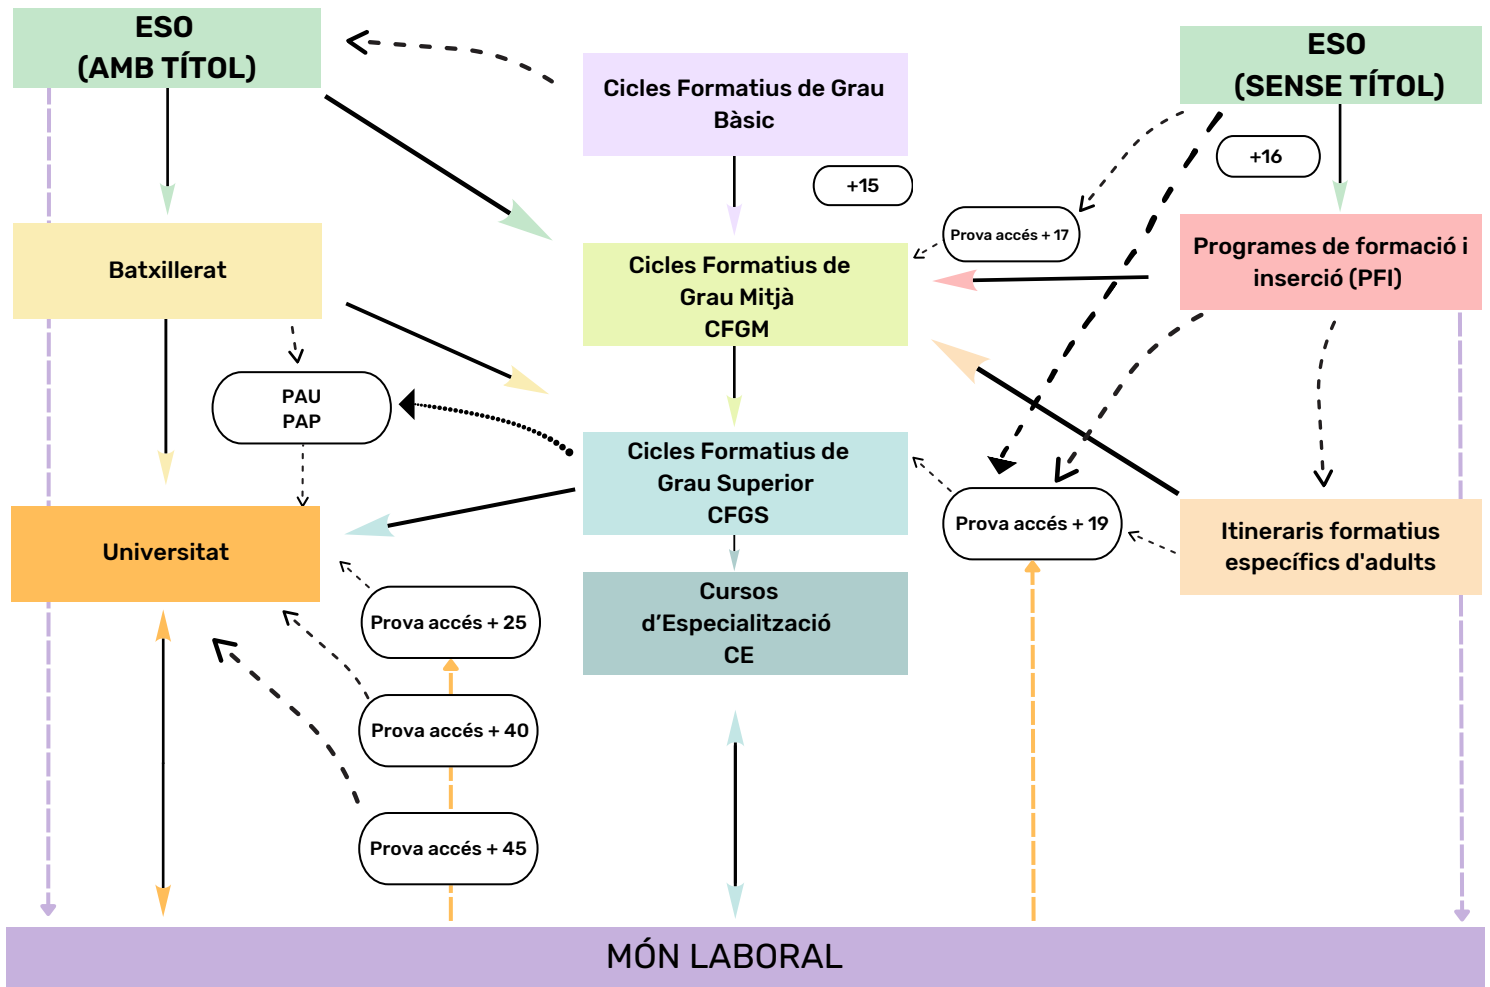 ESO
(AMB TÍTOL)
Cicles Formatius de Grau
Bàsic
ESO
(SENSE TÍTOL)
+16
+15
Prova accés + 17
Batxillerat
Cicles Formatius de
Grau Mitjà
CFGM
Programes de formació i
inserció (PFI)
PAU
PAP
Cicles Formatius de
Grau Superior
CFGS
Prova accés + 19
Itineraris formatius
específics d'adults
Universitat
Cursos
d’Especialització
CE
Prova accés + 25
Prova accés + 40
Prova accés + 45
MÓN LABORAL